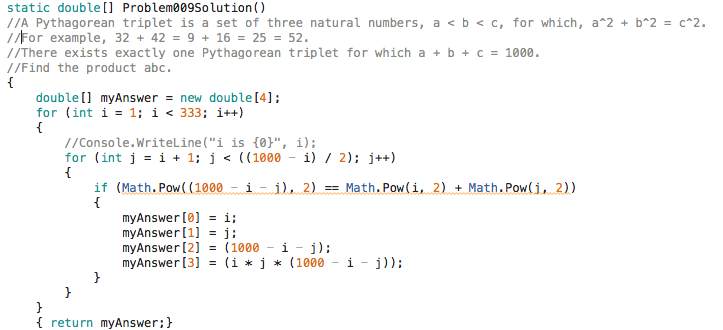 static double[] Problem009Solution()
//A Pythagorean triplet is a set of three natural numbers, a < b < c, for which, a^2 + b^2 = c^2.
//For example, 32 + 42 = 9 + 16 = 25 = 52.
//There exists exactly one Pythagorean triplet for which a + b + c = 1000.
//Find the product abc.
{
    double[] myAnswer = new double[4];
    for (int i = 1; i < 333; i++)
    {
        //Console.WriteLine("i is {0}", i);
        for (int j = i + 1; j < ((1000 - i) / 2); j++)
        {
            if (Math.Pow((1000 - i - j), 2) == Math.Pow(i, 2) + Math.Pow(j, 2))
            {
                myAnswer[0] = i;
                myAnswer[1] = j;
                myAnswer[2] = (1000 - i - j);
                myAnswer[3] = (i * j * (1000 - i - j));
            }
        }
    }
    { return myAnswer;}